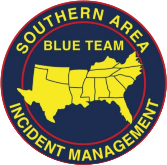 SOUTHERN AREA
BLUE TEAM
INCIDENT MANAGEMENT